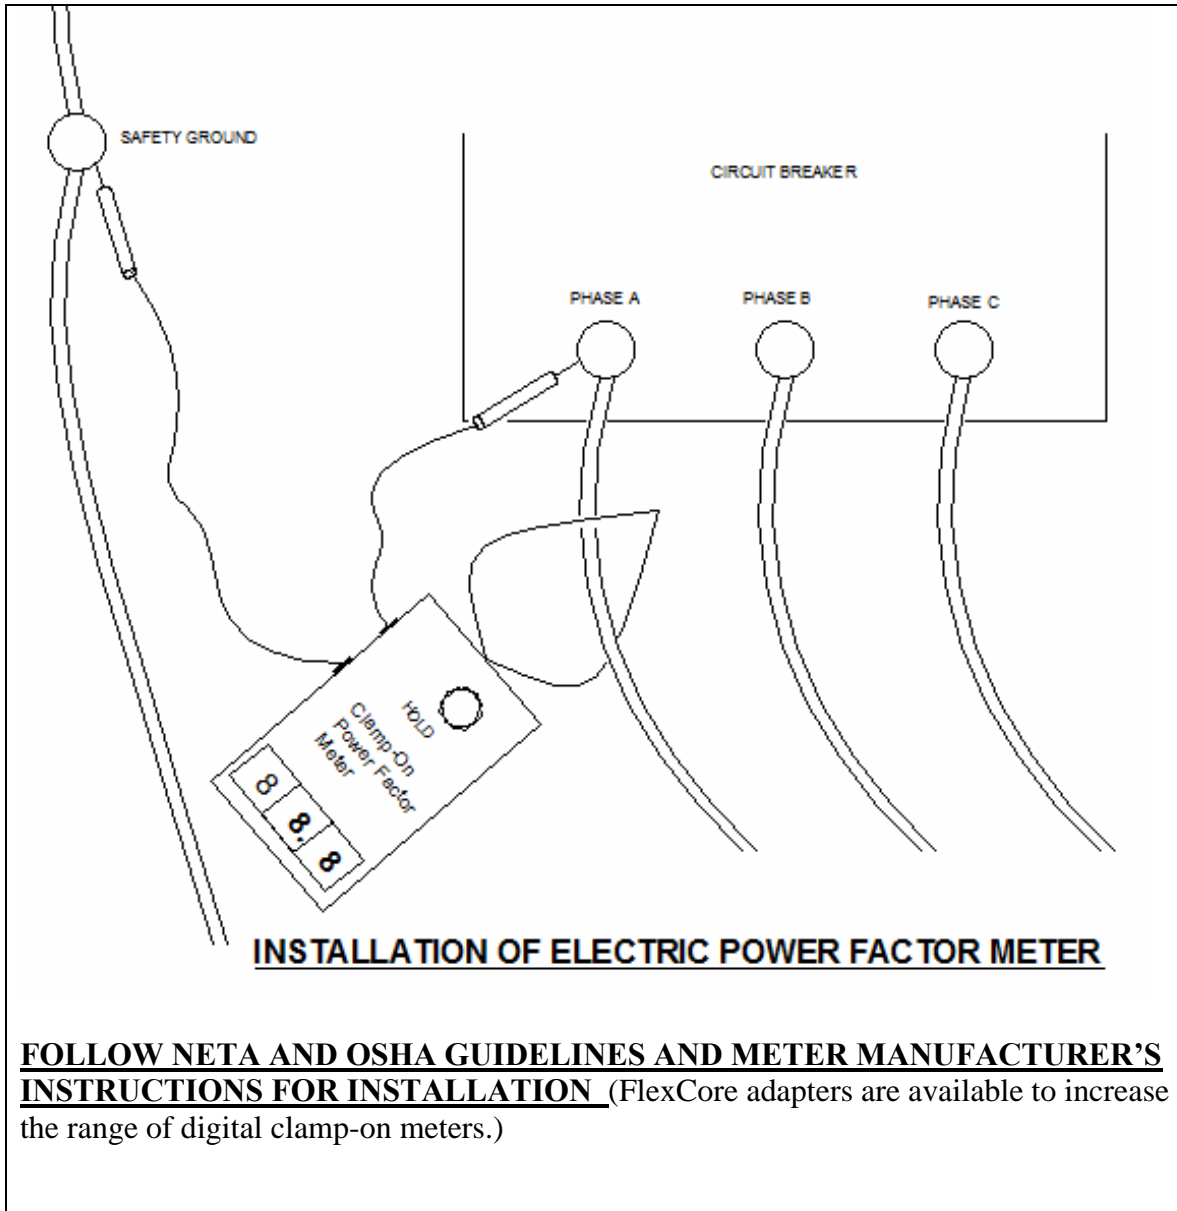 SAFETY GROUND
CIRCUIT BREAKER
PHASE A
PHASE B
PHASE C
HOLD
Clamp-On
Power Factor
Meter
8 8. 8
INSTALLATION OF ELECTRIC POWER FACTOR METER
FOLLOW NETA AND OSHA GUIDELINES AND METER MANUFACTURER’S
INSTRUCTIONS FOR INSTALLATION (FlexCore adapters are available to increase
the range of digital clamp-on meters.)